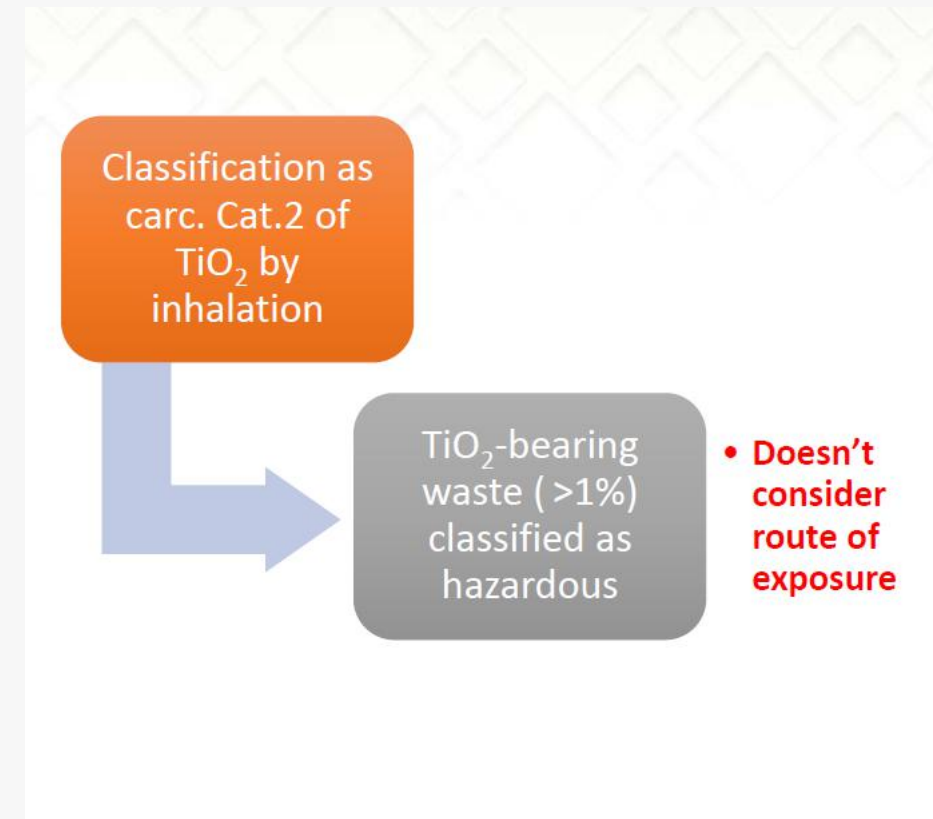 Classification as
carc. Cat.2 of
TiO₂ by
inhalation
TiO₂-bearing
waste ( >1%)
classified as
hazardous
• Doesn’t
consider
route of
exposure